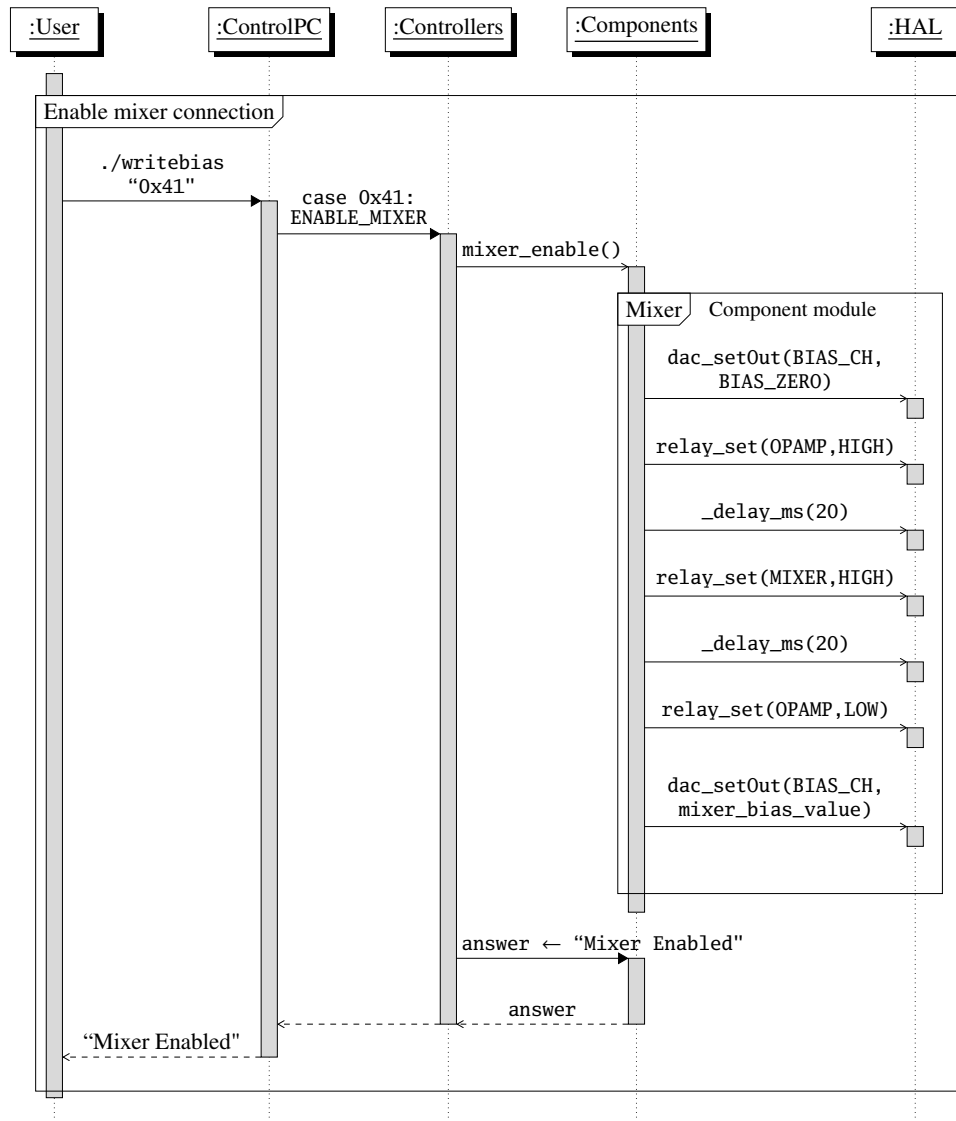 :User
:ControlPC
:Controllers
:Components
:HAL
Enable mixer connection
./writebias
“0x41"
case 0x41:
ENABLE_MIXER
mixer_enable()
Mixer
Component module
dac_setOut(BIAS_CH,
BIAS_ZERO)
relay_set(OPAMP,HIGH)
_delay_ms(20)
relay_set(MIXER,HIGH)
_delay_ms(20)
relay_set(OPAMP,LOW)
dac_setOut(BIAS_CH,
mixer_bias_value)
answer ← “Mixer Enabled"
answer
“Mixer Enabled"